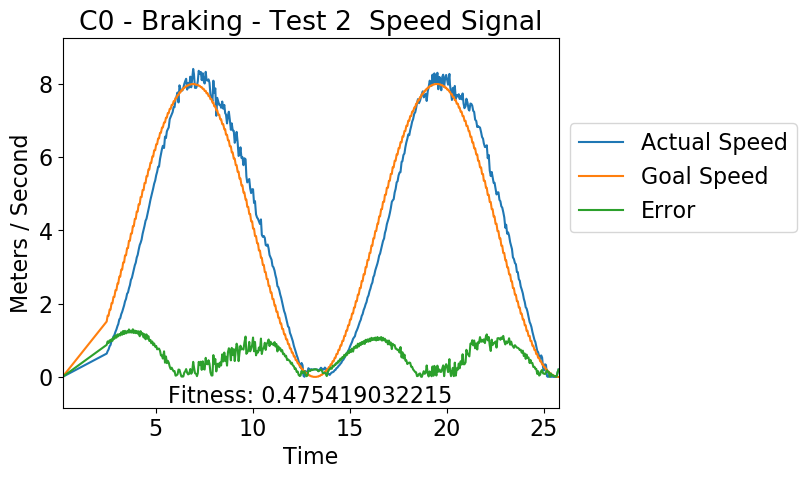 C0 - Braking - Test 2  Speed Signal
Meters / Second
8
6
4
2
0
Actual Speed
Goal Speed
Error
Fitness: 0.475419032215
5
10
15
20
25
Time